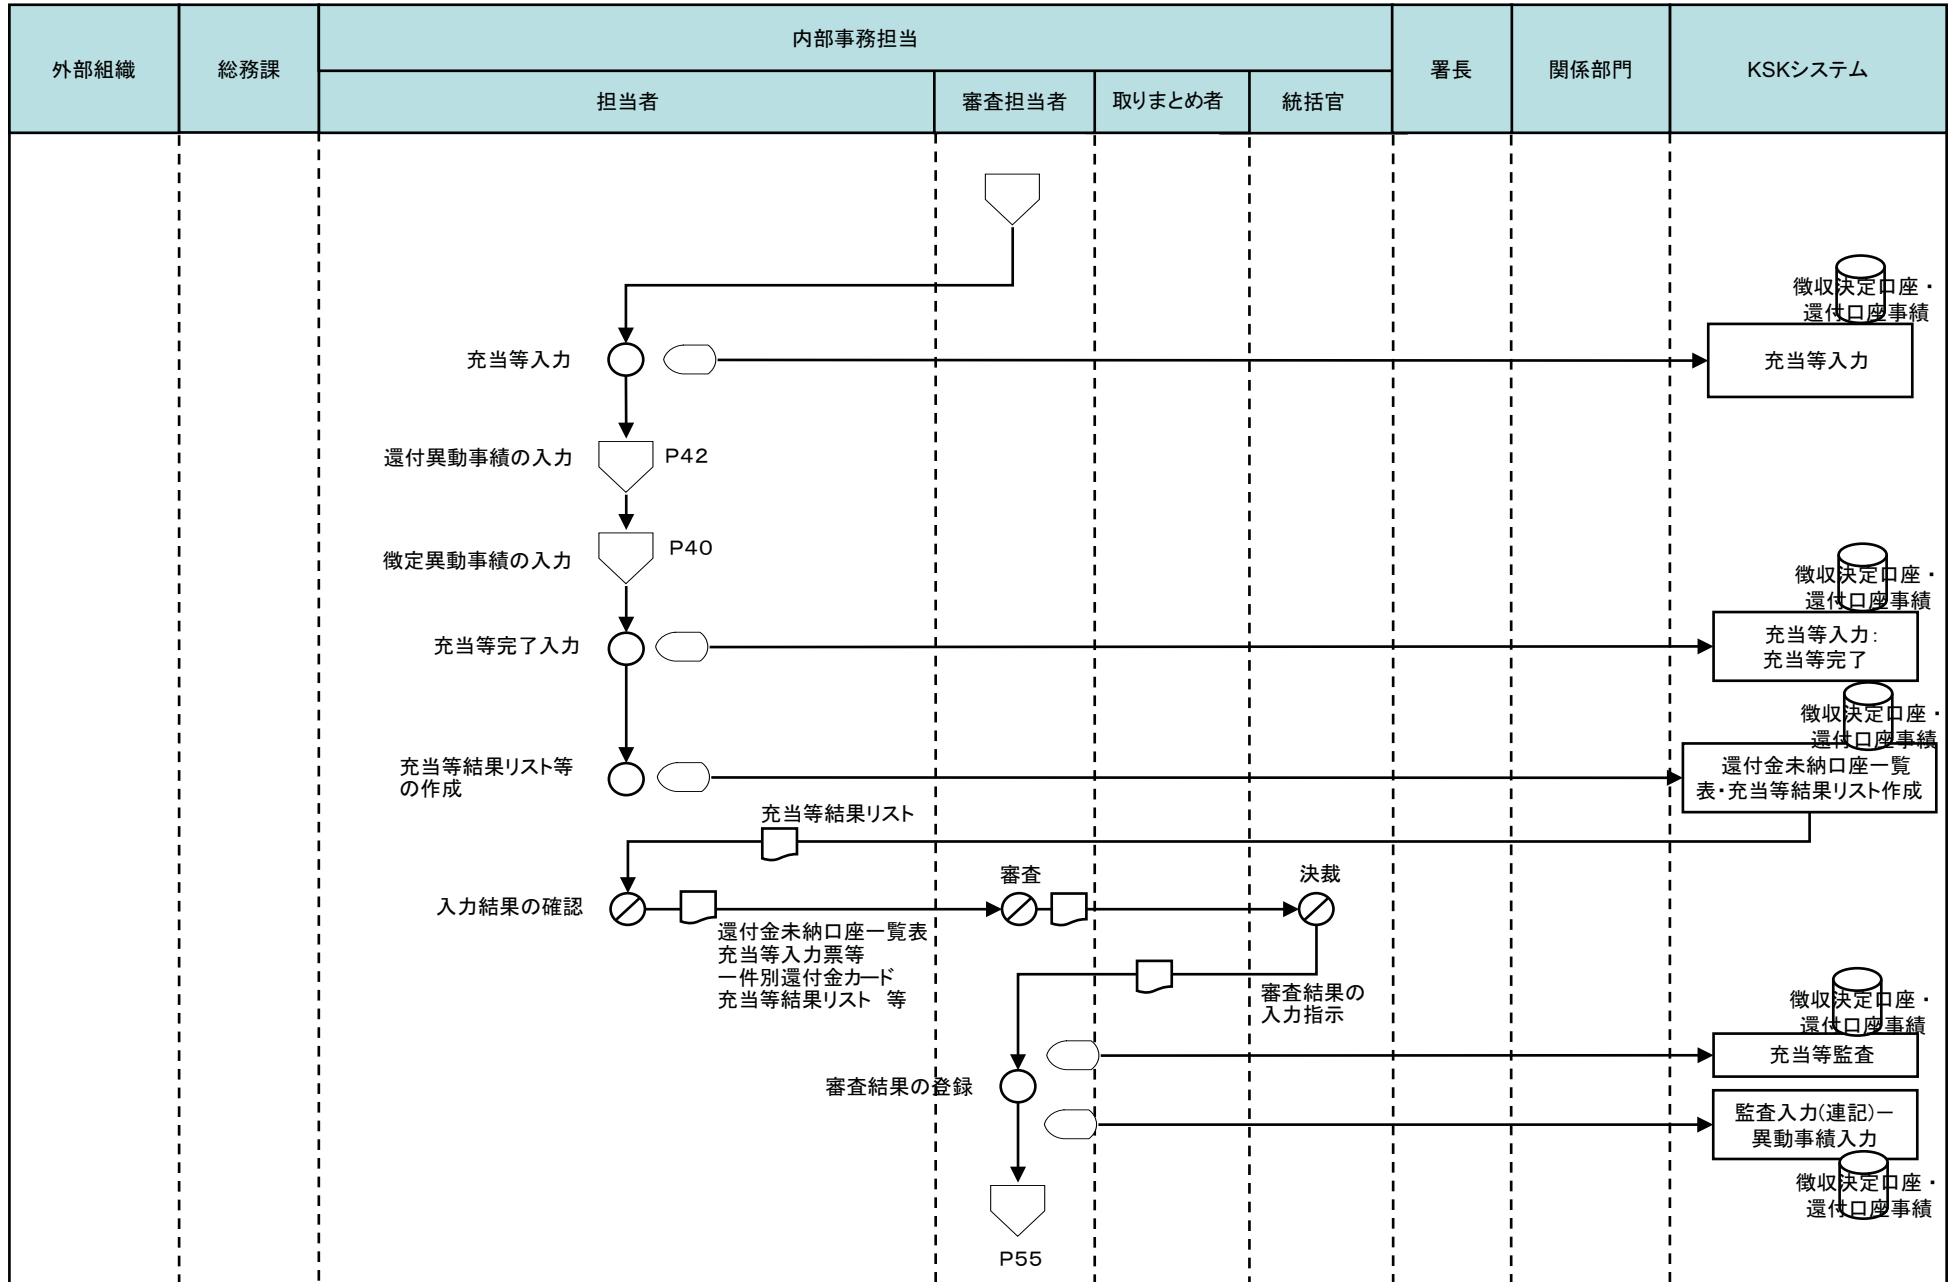 外部組織
総務課
内部事務担当
担当者
審査担当者
取りまとめ者
統括官
署長
関係部門
KSKシステム
徴収決定口座・
還付口座事績
充当等入力
充当等入力
還付異動事績の入力
P42
徴定異動事績の入力
P40
徴収決定口座・
還付口座事績
充当等完了入力
充当等入力:
充当等完了
徴収決定口座・
還付口座事績
充当等結果リスト等
の作成
還付金未納口座一覧
表・充当等結果リスト作成
充当等結果リスト
入力結果の確認
審査
決裁
還付金未納口座一覧表
充当等入力票等
一件別還付金カード
充当等結果リスト 等
審査結果の
入力指示
徴収決定口座・
還付口座事績
充当等監査
審査結果の登録
監査入力(連記)ー
異動事績入力
徴収決定口座・
還付口座事績
P55